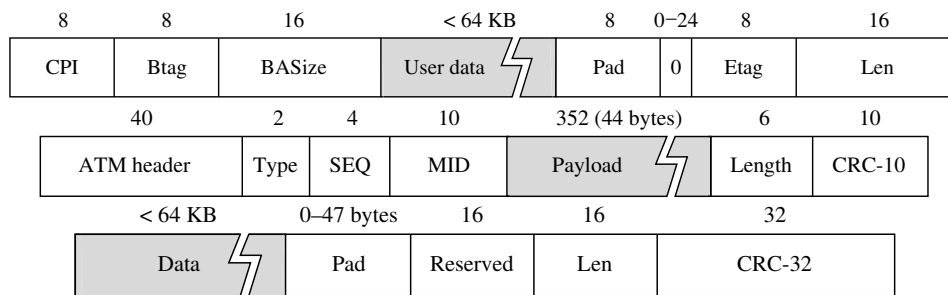 8 8 16 < 64 KB 8 0−24 8 16
CPI Btag BASize User data Pad 0 Etag Len
40 2 4 10 352 (44 bytes) 6 10
ATM header Type SEQ MID Payload Length CRC-10
< 64 KB 0–47 bytes 16 16 32
Data Pad Reserved Len CRC-32